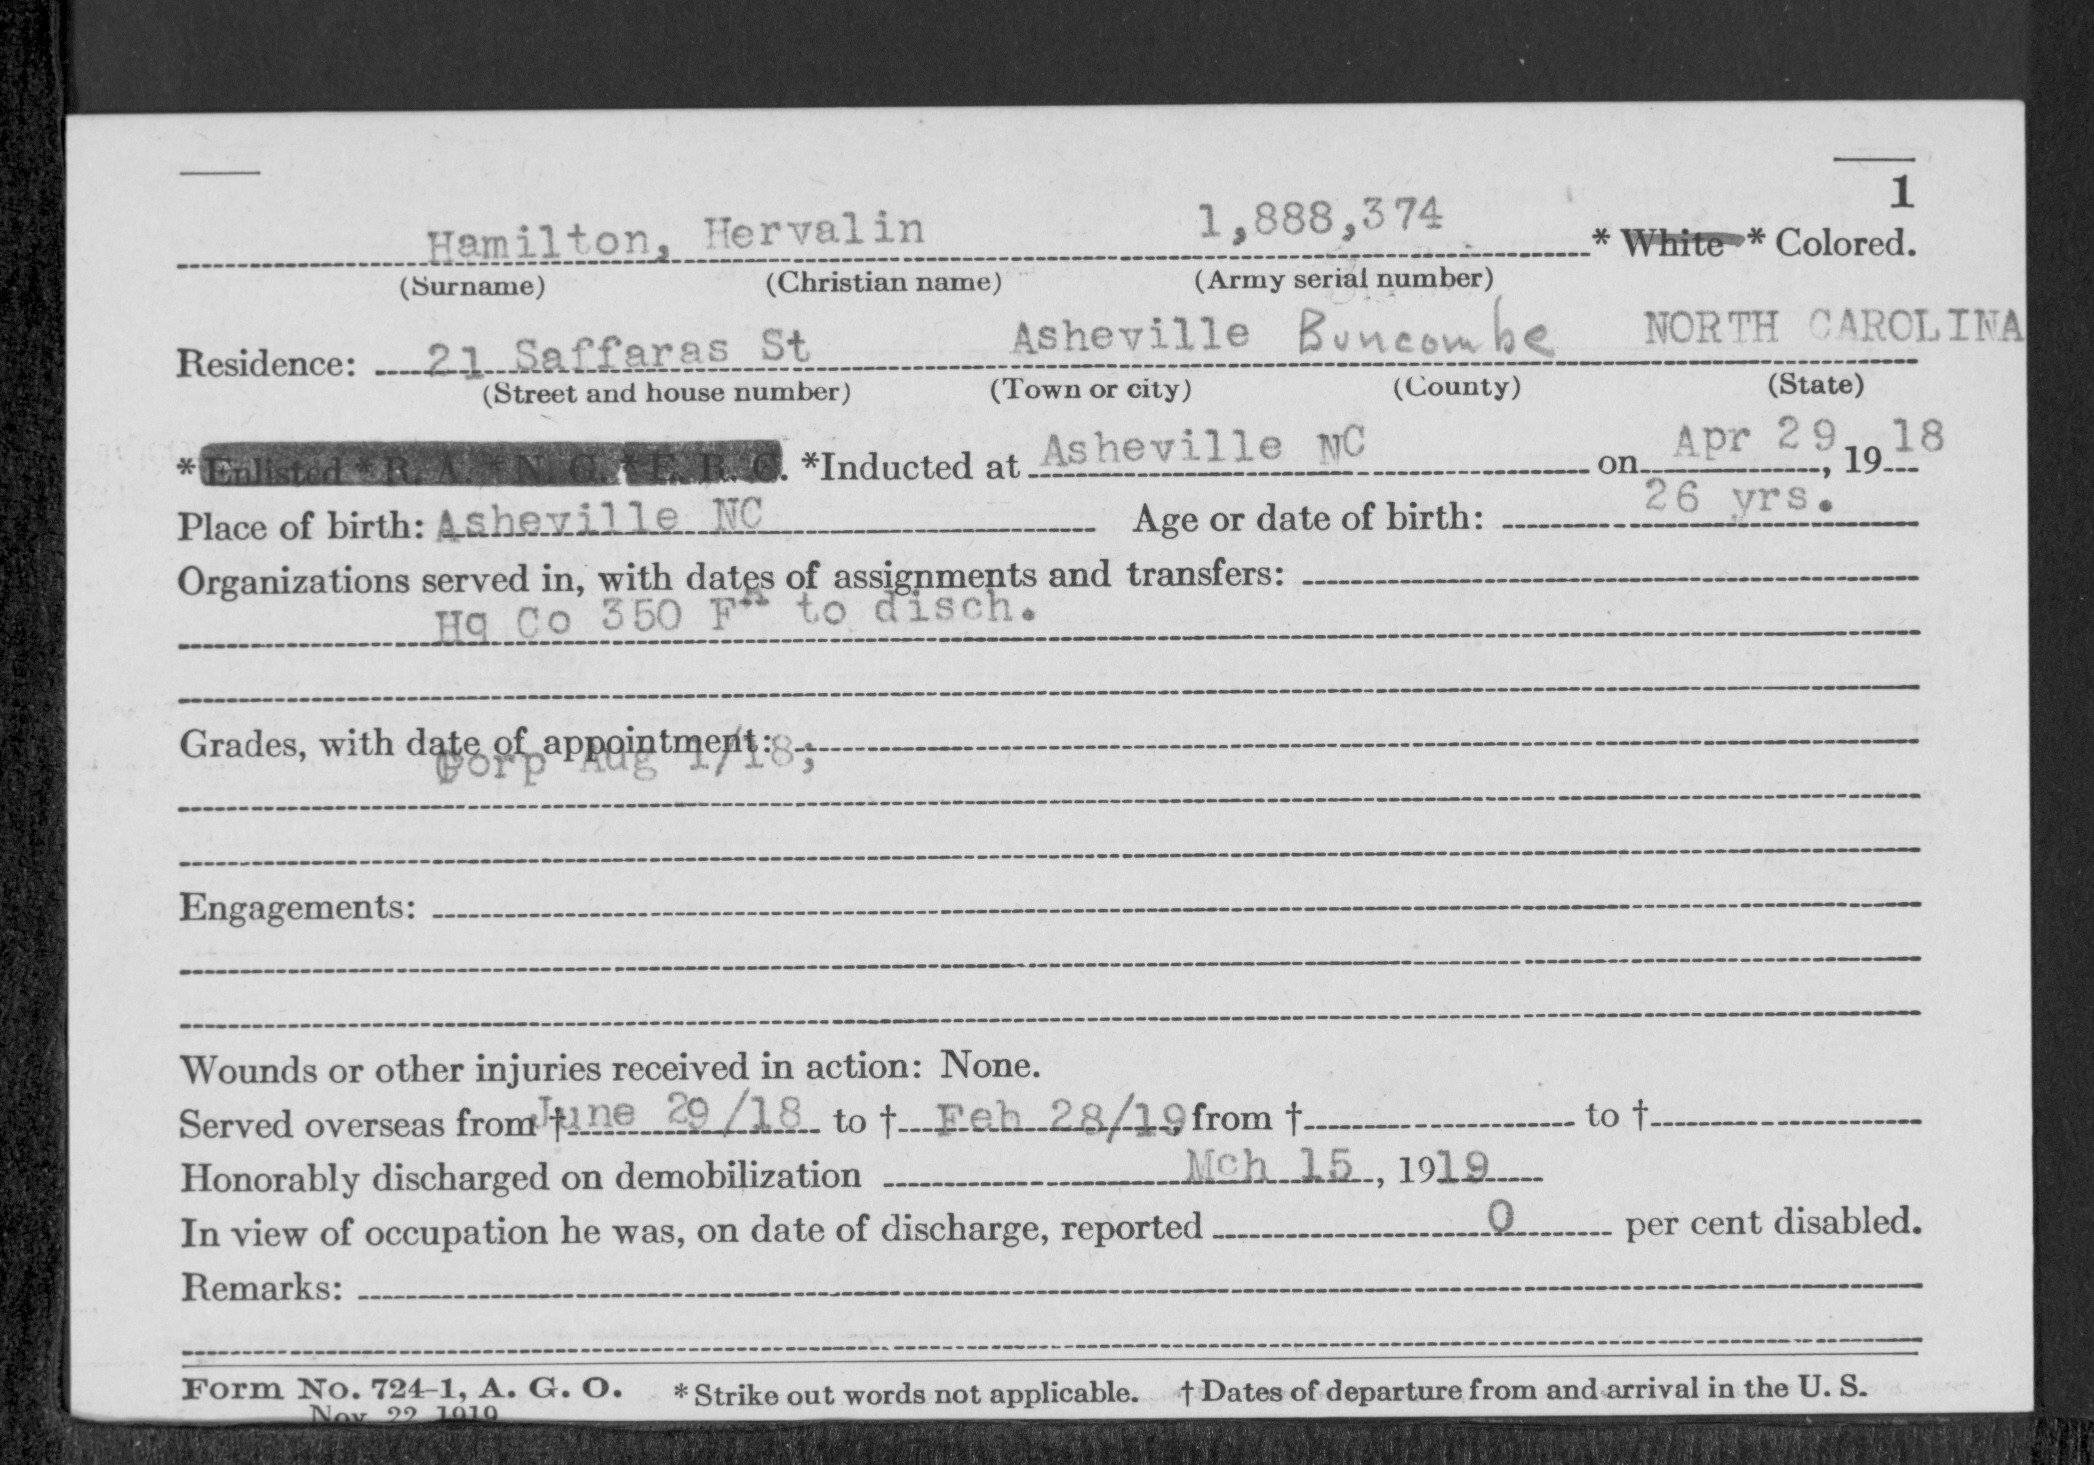 1
Hamilton, Hervalin 1,888,374 * White * Colored.
(Surname) (Christian name) (Army serial number)
Residence: 21 Saffaras St Asheville Buncombe NORTH CAROLINA
(Street and house number) (Town or city) (County) (State)
* Enlisted * R. A. * N. G. * E. R. C. *Inducted at Asheville NC on Apr 29, 1918
Place of birth: Asheville NC Age or date of birth: 26 yrs.
Organizations served in, with dates of assignments and transfers:
Hq Co 350 to disch.
Grades, with date of appointment:
Corp Aug 1/18;
Engagements:
Wounds or other injuries received in action: None.
Served overseas from † June 29/18 to † Feb 28/19, from † to †
Honorably discharged on demobilization Mch 15, 1919
In view of occupation he was, on date of discharge, reported 0 per cent disabled.
Remarks:
Form No. 724-1, A. G. O. * Strike out words not applicable. † Dates of departure from and arrival in the U. S.
Nov. 22, 1919